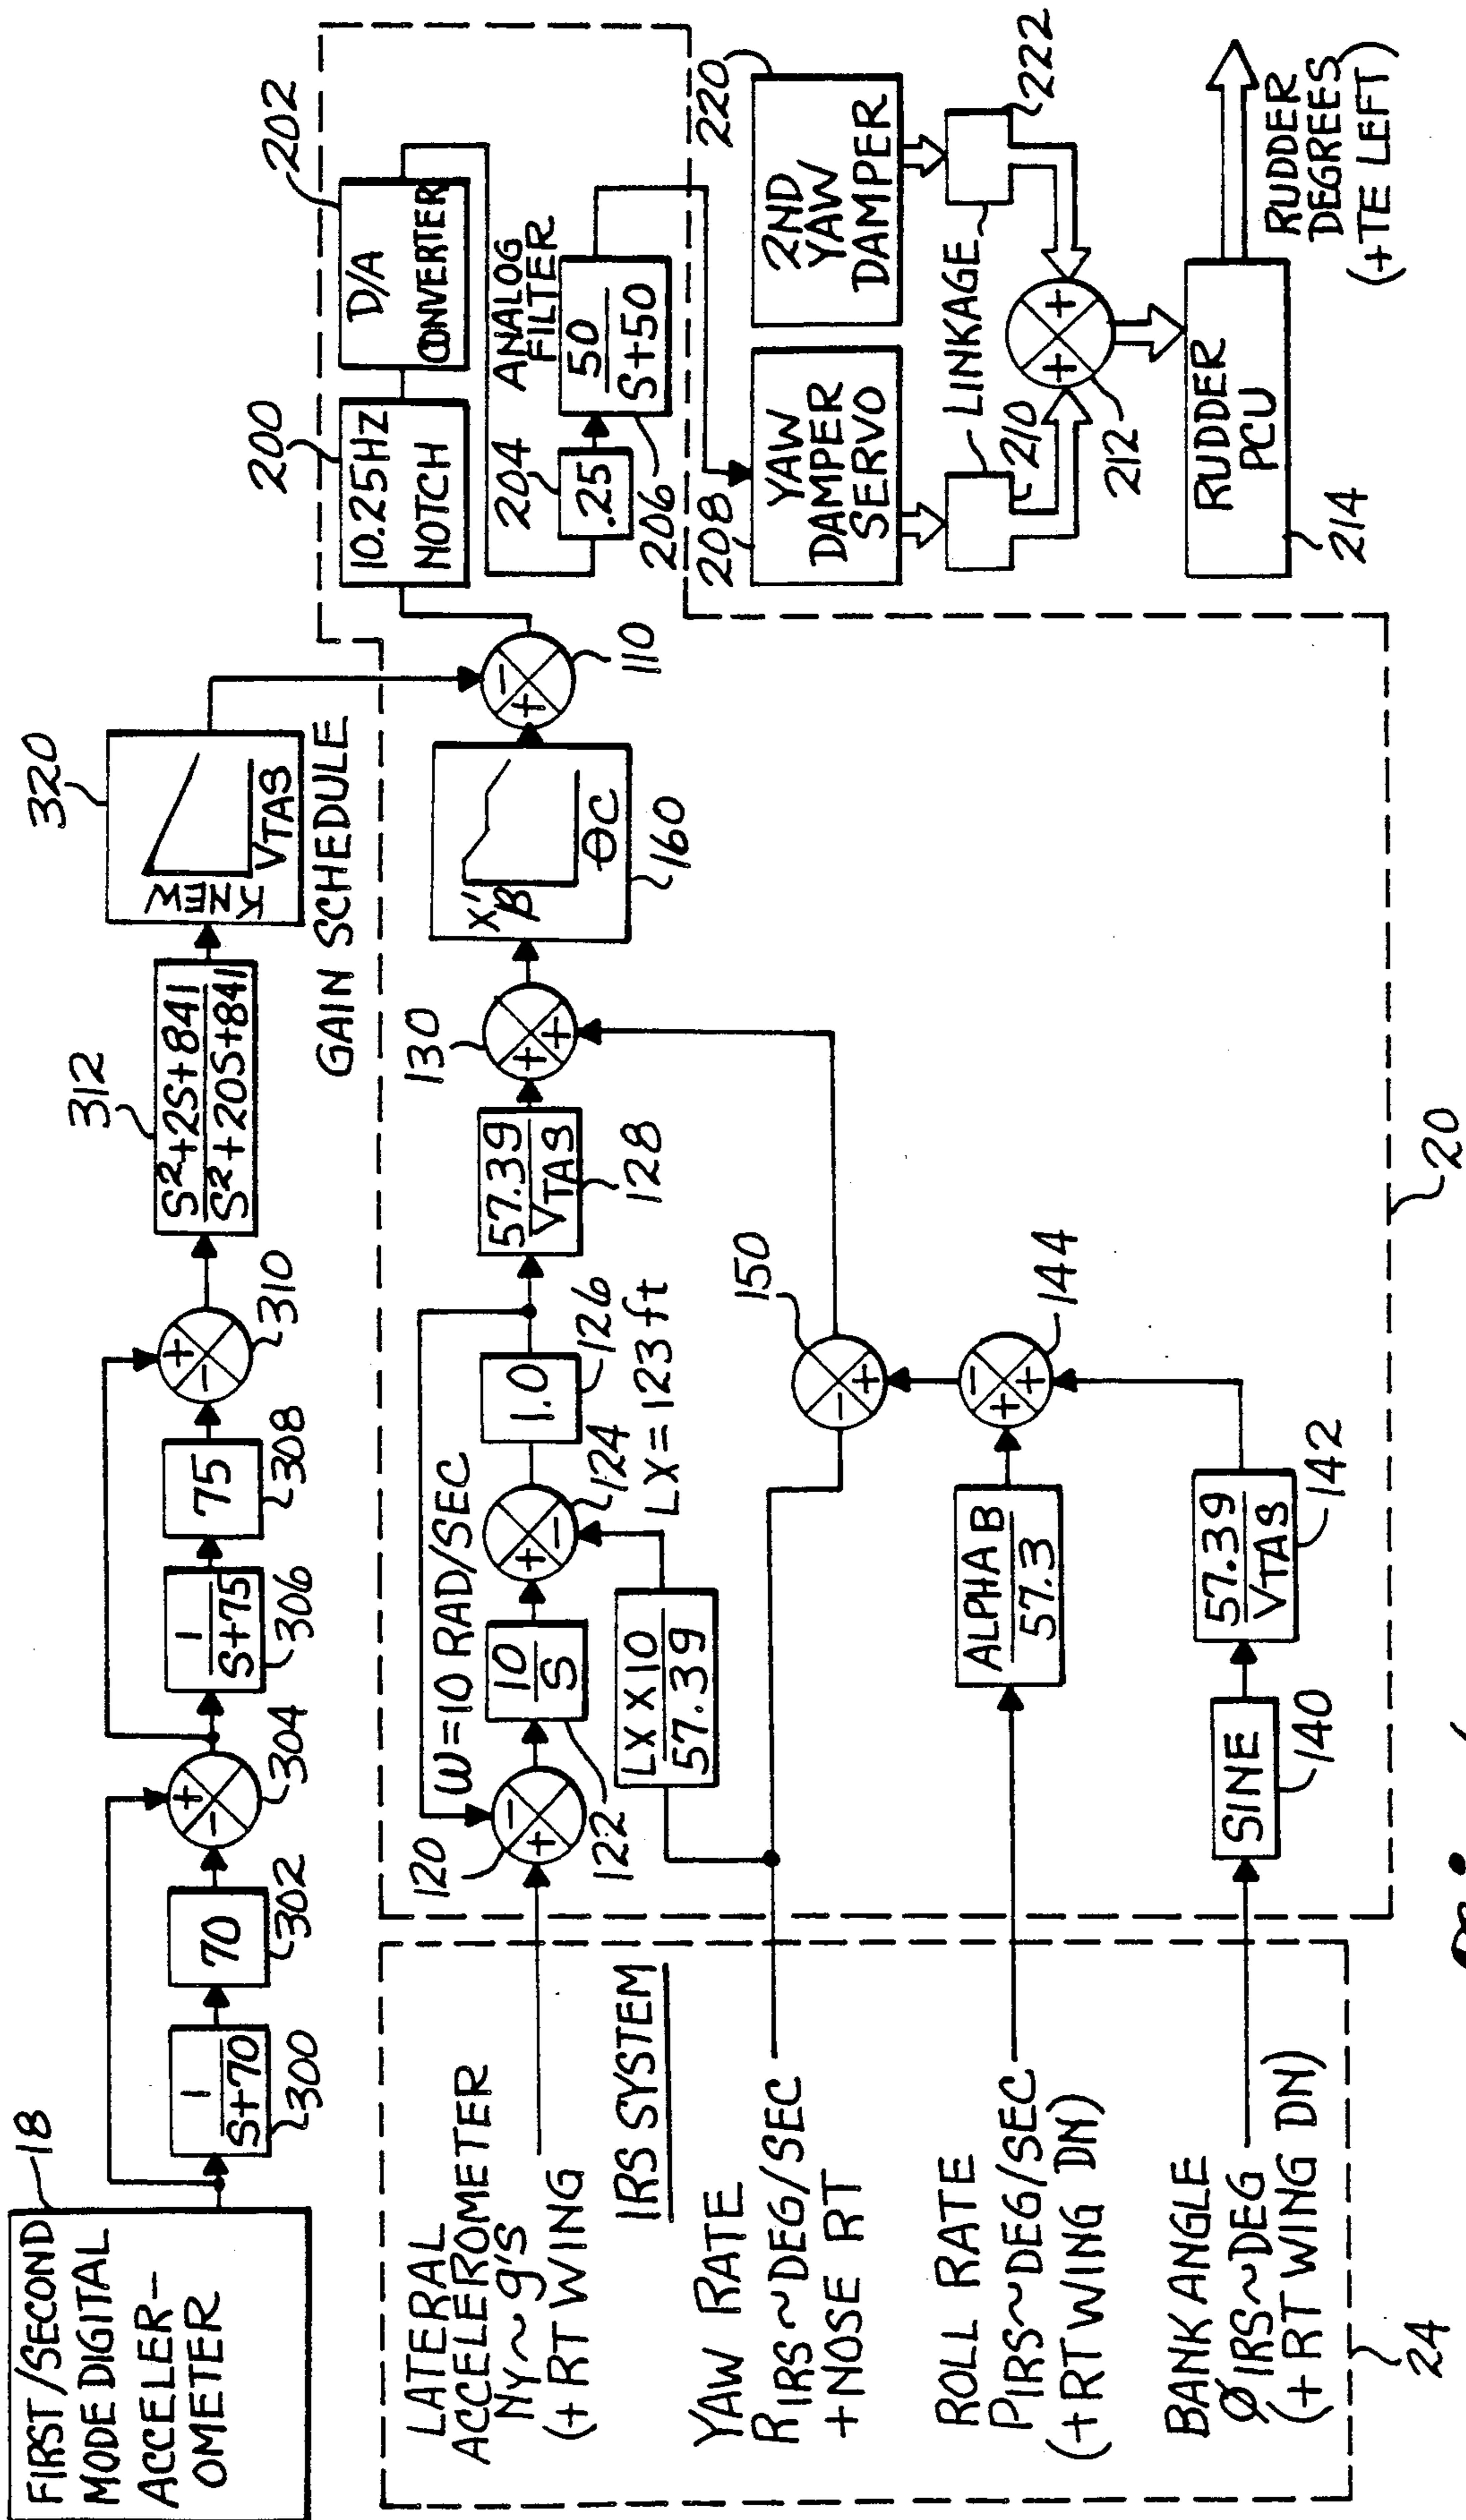 FIRST/SECOND
MODE DIGITAL
ACCELER-
OMETER
18
1
S+70
300
70
302
+
-
304
1
S+75
306
75
308
+
-
310
S²+2S+841
S²+20S+841
312
K NEW
VTAS
320
GAIN SCHEDULE
LATERAL
ACCELEROMETER
NY~g'S
(+RT WING
IRS SYSTEM
YAW RATE
RIRS~DEG/SEC
+NOSE RT
ROLL RATE
PIRS~DEG/SEC
(+RT WING DN)
BANK ANGLE
ØIRS~DEG
(+RT WING DN)
24
120
-
+
W=10 RAD/SEC
10
S
122
+
-
124
1.0
126
LX=123ft
LX X 10
57.39
57.39
VTAS
128
130
+
+
X'β
θC
160
-
+
110
150
-
+
ALPHA B
57.3
-
+
+
144
SINE
140
57.39
VTAS
142
20
200
10.25HZ
NOTCH
202
D/A
CONVERTER
204
.25
ANALOG
FILTER
50
S+50
206
208
YAW
DAMPER
SERVO
220
2ND
YAW
DAMPER
LINKAGE
210
222
+
+
212
RUDDER
PCU
214
RUDDER
DEGREES
(+TE LEFT)